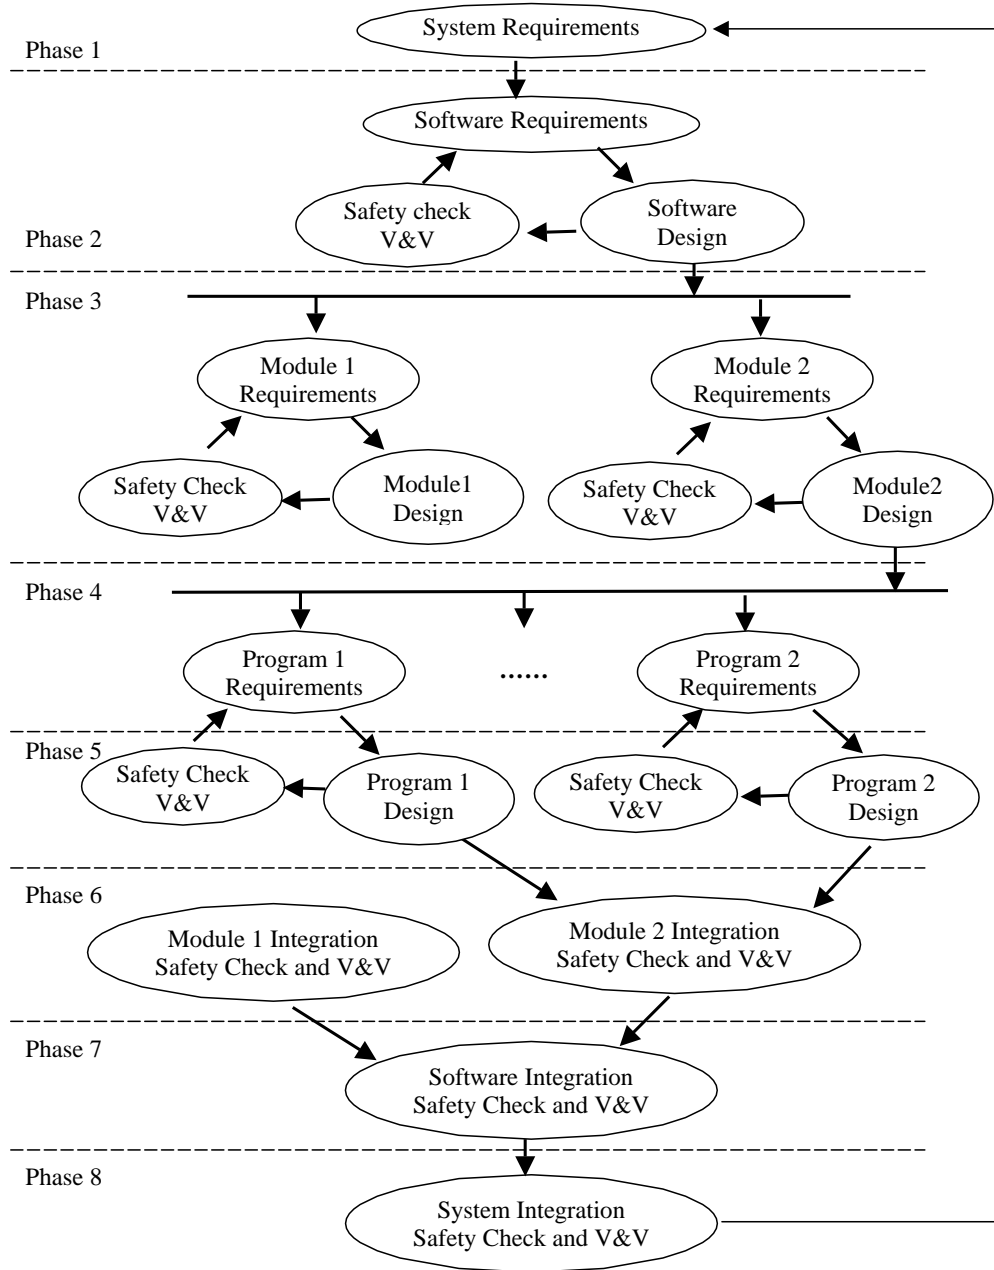 System Requirements
Phase 1
Software Requirements
Safety check
V&V
Software
Design
Phase 2
Phase 3
Module 1
Requirements
Module 2
Requirements
Safety Check
V&V
Module1
Design
Safety Check
V&V
Module2
Design
Phase 4
Program 1
Requirements
......
Program 2
Requirements
Phase 5
Safety Check
V&V
Program 1
Design
Safety Check
V&V
Program 2
Design
Phase 6
Module 1 Integration
Safety Check and V&V
Module 2 Integration
Safety Check and V&V
Phase 7
Software Integration
Safety Check and V&V
Phase 8
System Integration
Safety Check and V&V